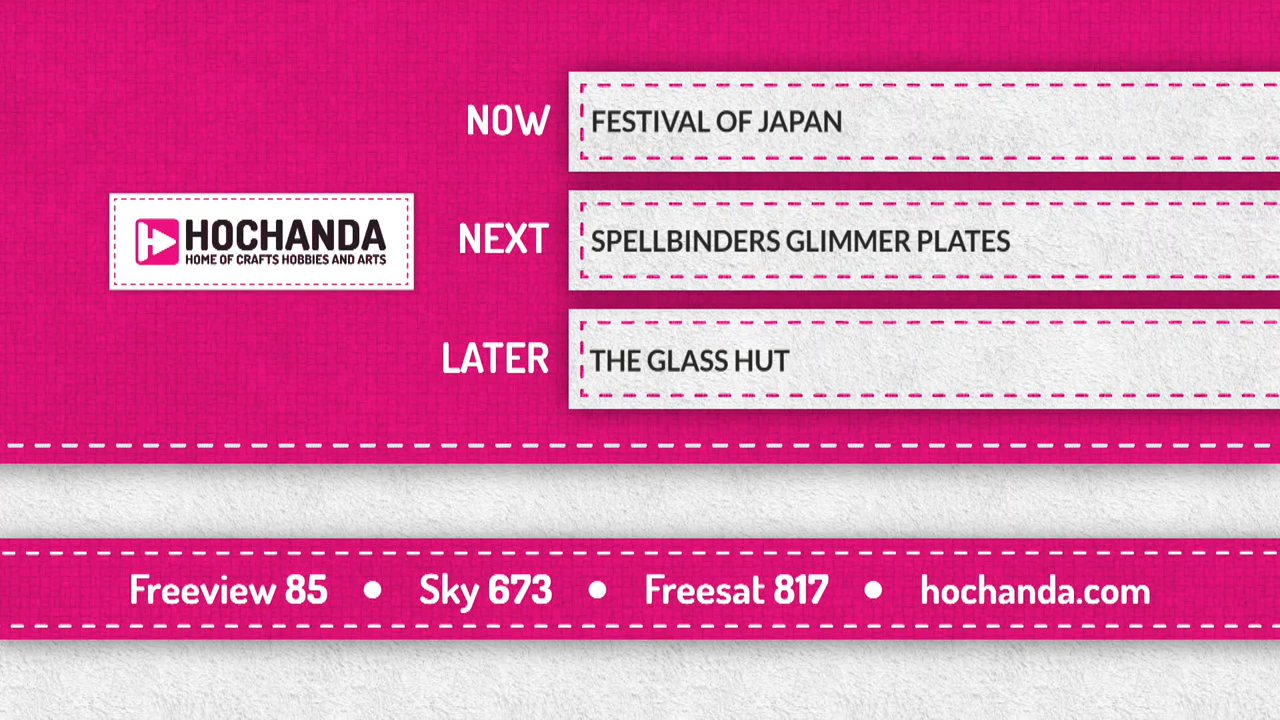 NOW
FESTIVAL OF JAPAN
HOCHANDA
HOME OF CRAFTS HOBBIES AND ARTS
NEXT
SPELLBINDERS GLIMMER PLATES
LATER
THE GLASS HUT
Freeview 85 • Sky 673 • Freesat 817 • hochanda.com